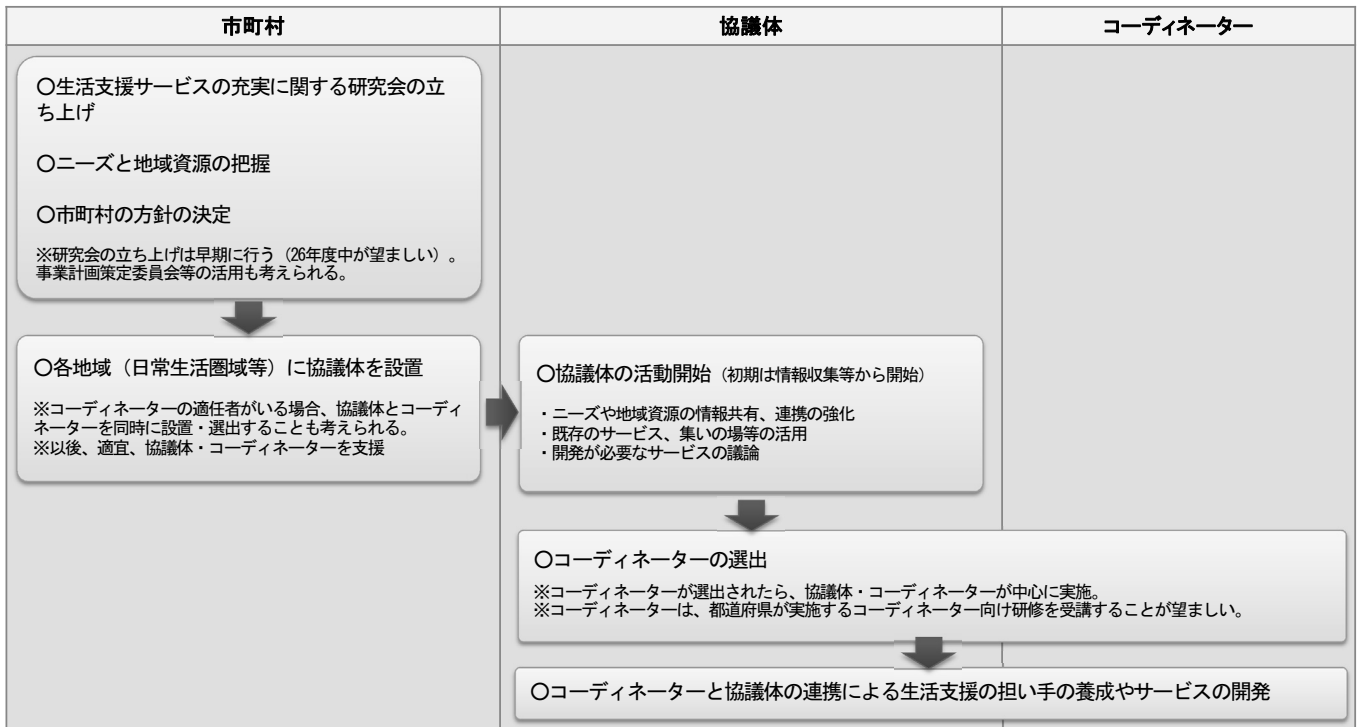 市町村
協議体
コーディネーター
〇生活支援サービスの充実に関する研究会の立
ち上げ
〇ニーズと地域資源の把握
〇市町村の方針の決定
※研究会の立ち上げは早期に行う（26年度中が望ましい）。
事業計画策定委員会等の活用も考えられる。
〇各地域（日常生活圏域等）に協議体を設置
※コーディネーターの適任者がいる場合、協議体とコーディ
ネーターを同時に設置・選出することも考えられる。
※以後、適宜、協議体・コーディネーターを支援
〇協議体の活動開始（初期は情報収集等から開始）
・ニーズや地域資源の情報共有、連携の強化
・既存のサービス、集いの場等の活用
・開発が必要なサービスの議論
〇コーディネーターの選出
※コーディネーターが選出されたら、協議体・コーディネーターが中心に実施。
※コーディネーターは、都道府県が実施するコーディネーター向け研修を受講することが望ましい。
〇コーディネーターと協議体の連携による生活支援の担い手の養成やサービスの開発